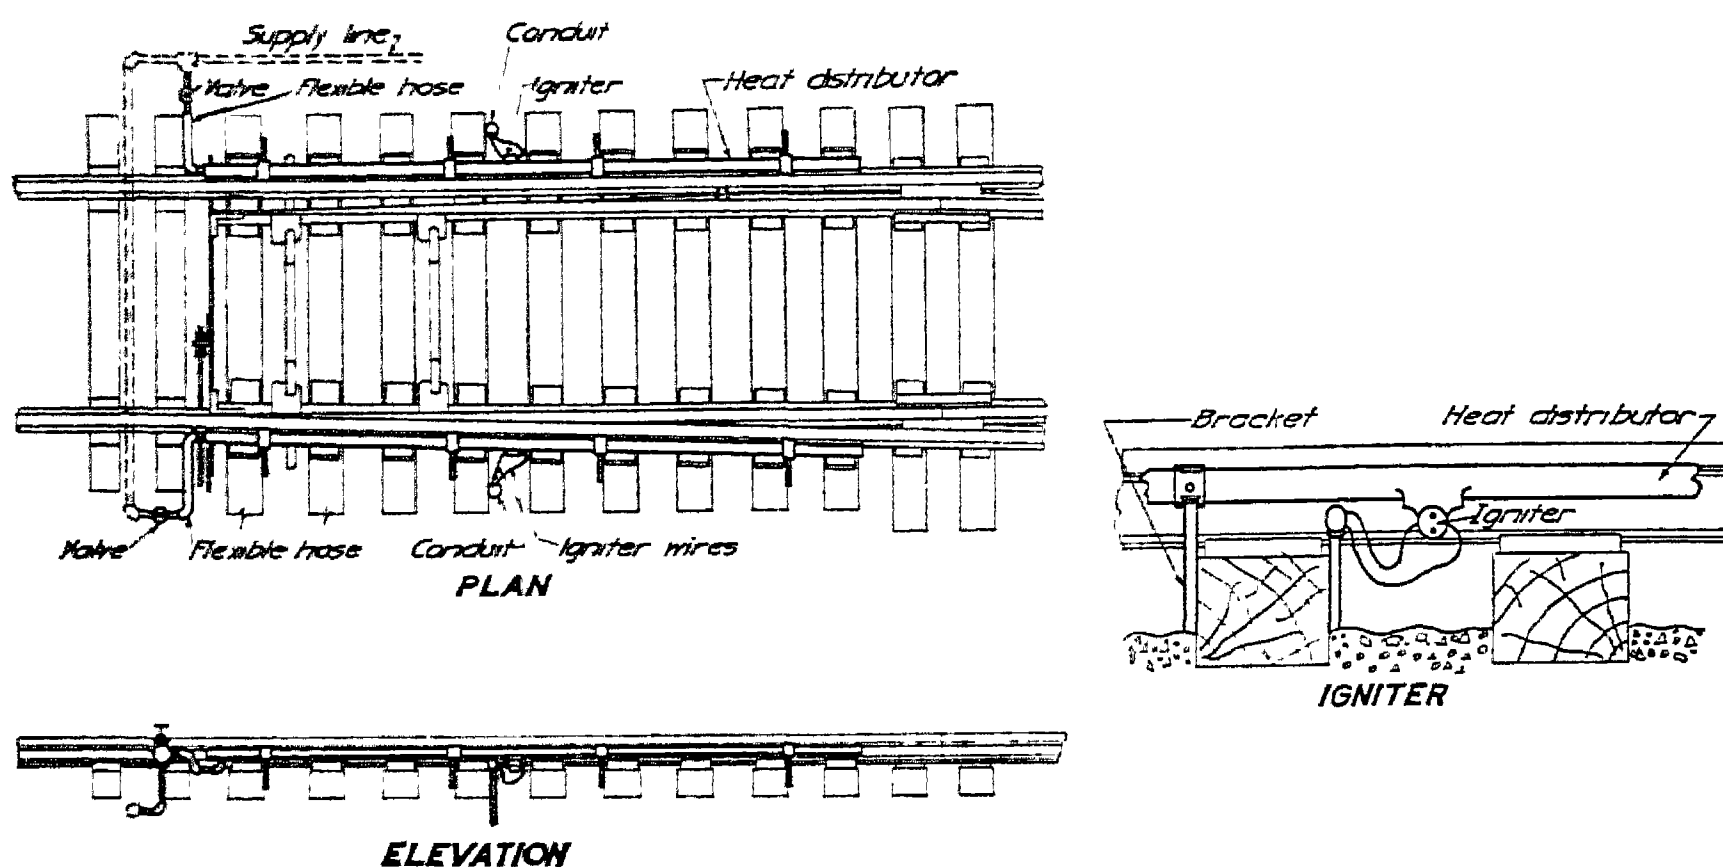 Supply line
Conduit
Valve
Flexible hose
Igniter
Heat distributor
Valve
Flexible hose
Conduit
Igniter wires
PLAN
Bracket
Heat distributor
Igniter
IGNITER
ELEVATION